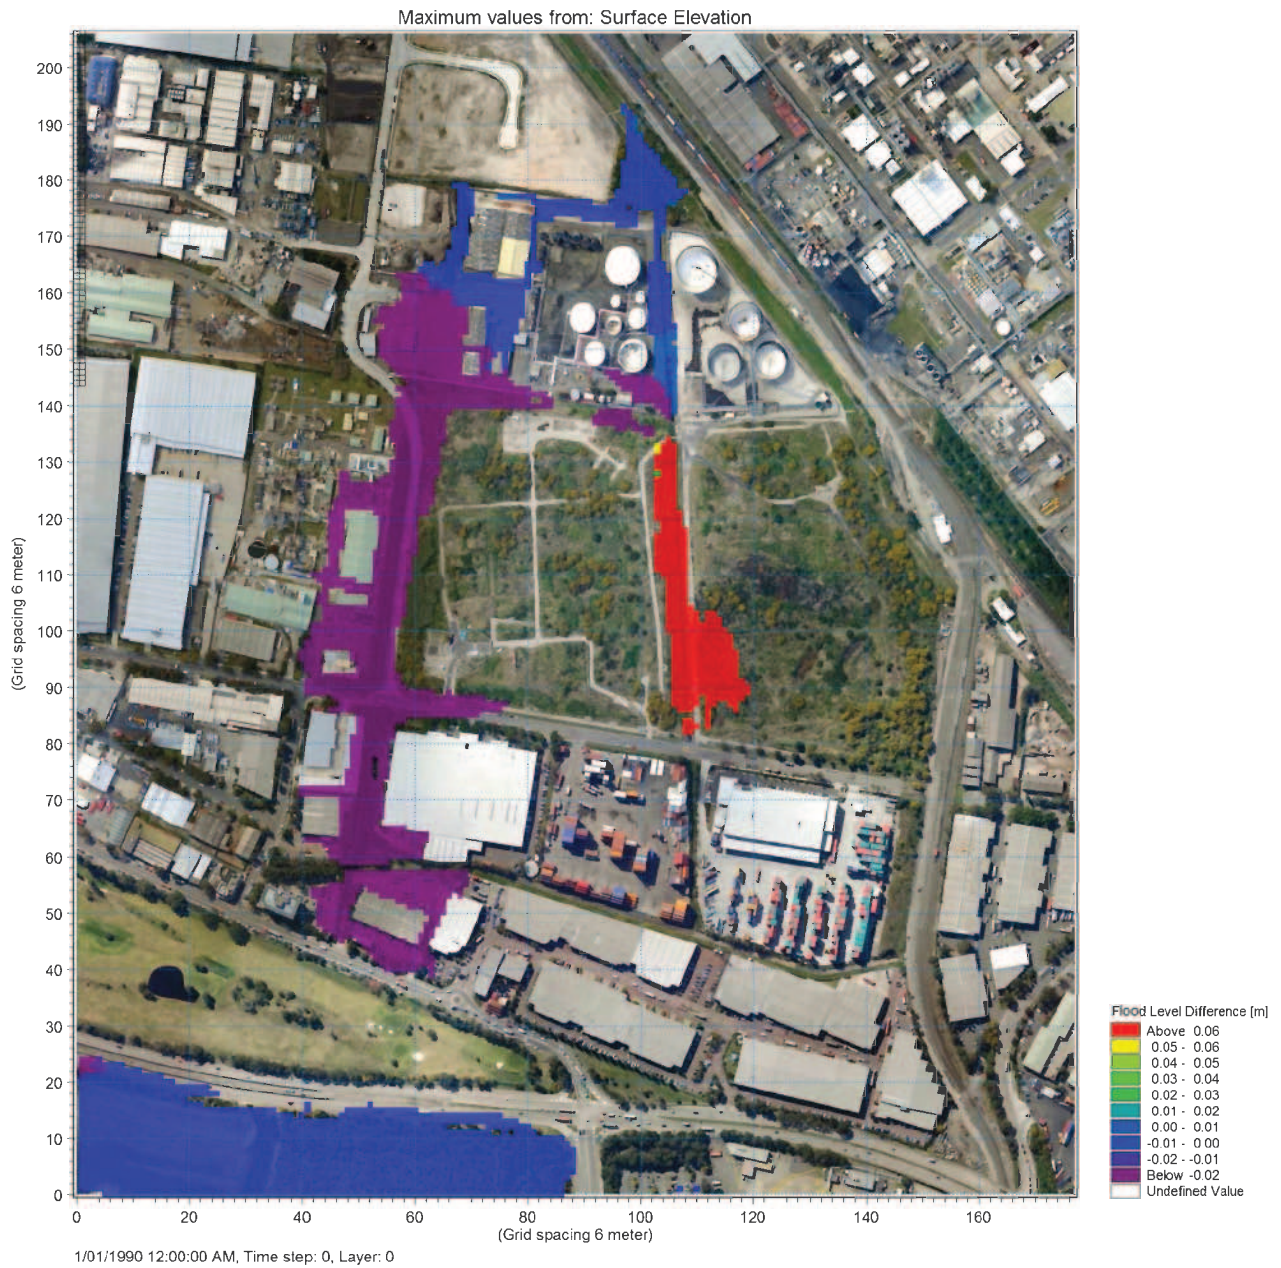 Maximum values from: Surface Elevation
200
190
180
170
160
150
140
130
120
110
100
90
80
70
60
50
40
30
20
10
0
(Grid spacing 6 meter)
0 20 40 60 80 100 120 140 160
(Grid spacing 6 meter)
1/01/1990 12:00:00 AM, Time step: 0, Layer: 0
Flood Level Difference [m]
Above 0.06
0.05 - 0.06
0.04 - 0.05
0.03 - 0.04
0.02 - 0.03
0.01 - 0.02
0.00 - 0.01
-0.01 - 0.00
-0.02 - -0.01
Below -0.02
Undefined Value